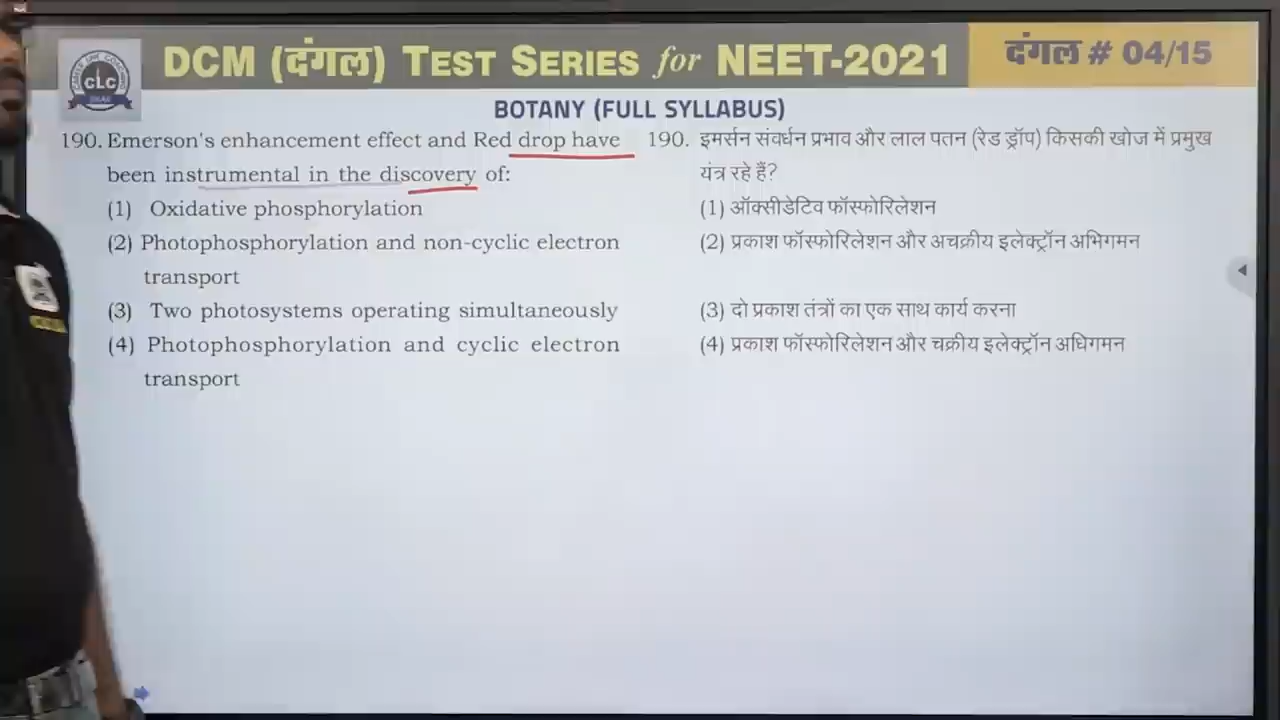 CLC
DCM (दंगल) TEST SERIES for NEET-2021
दंगल # 04/15
BOTANY (FULL SYLLABUS)
190. Emerson's enhancement effect and Red drop have
been instrumental in the discovery of:
(1) Oxidative phosphorylation
(2) Photophosphorylation and non-cyclic electron
transport
(3) Two photosystems operating simultaneously
(4) Photophosphorylation and cyclic electron
transport
190. इमर्सन संवर्धन प्रभाव और लाल पतन (रेड ड्रॉप) किसकी खोज में प्रमुख
यंत्र रहे हैं?
(1) ऑक्सीडेटिव फॉस्फोरिलेशन
(2) प्रकाश फॉस्फोरिलेशन और अचक्रीय इलेक्ट्रॉन अभिगमन
(3) दो प्रकाश तंत्रों का एक साथ कार्य करना
(4) प्रकाश फॉस्फोरिलेशन और चक्रीय इलेक्ट्रॉन अधिगमन